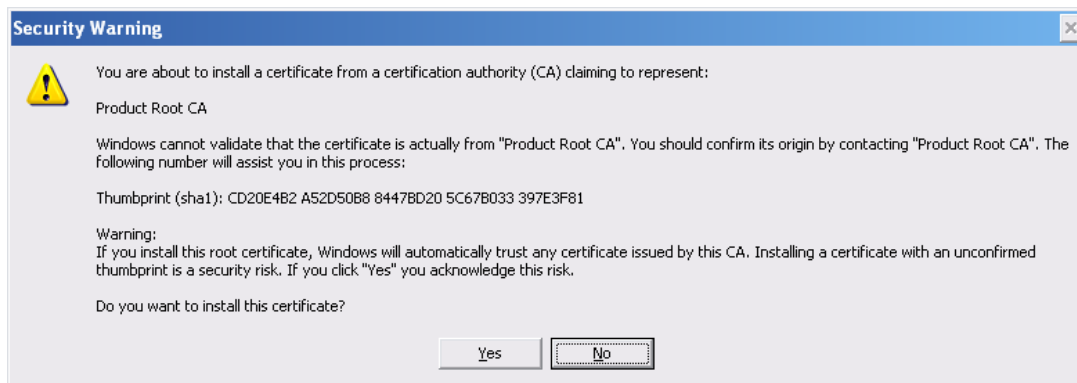 Security Warning
You are about to install a certificate from a certification authority (CA) claiming to represent:
Product Root CA
Windows cannot validate that the certificate is actually from "Product Root CA". You should confirm its origin by contacting "Product Root CA". The
following number will assist you in this process:
Thumbprint (sha1): CD20E4B2 A52D50B8 8447BD20 5C67B033 397E3F81
Warning:
If you install this root certificate, Windows will automatically trust any certificate issued by this CA. Installing a certificate with an unconfirmed
thumbprint is a security risk. If you click "Yes" you acknowledge this risk.
Do you want to install this certificate?
Yes
No